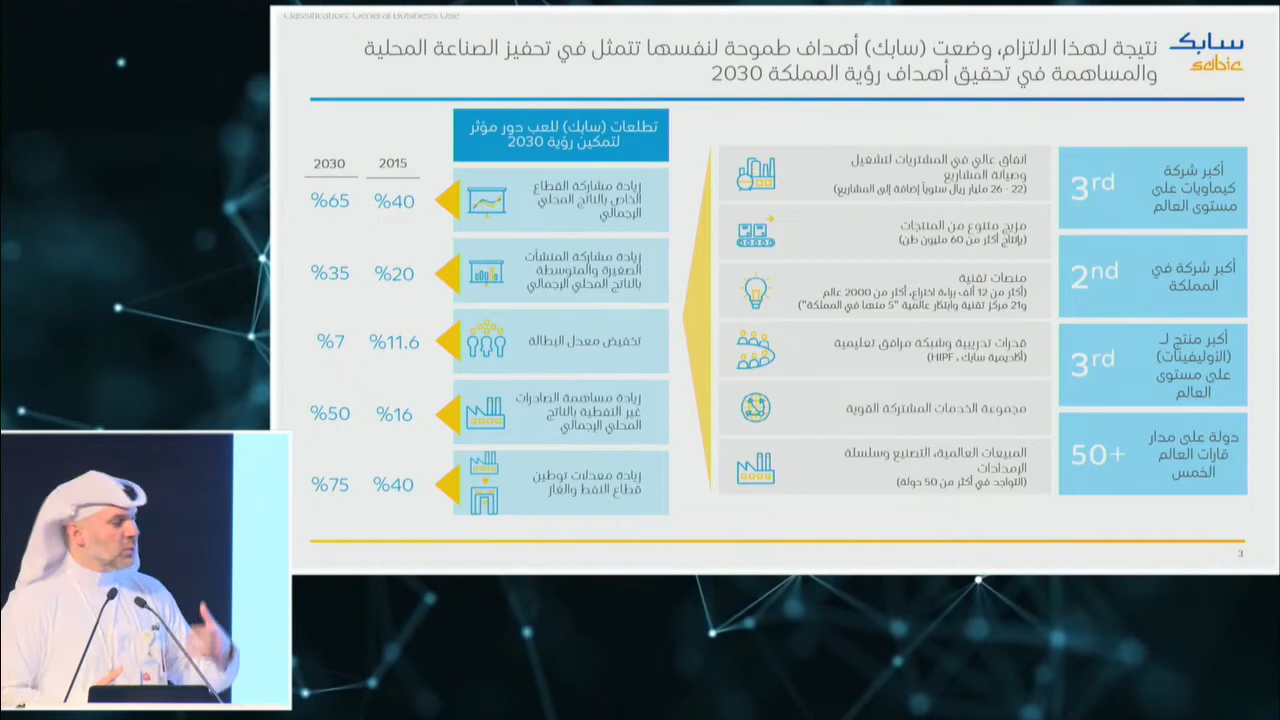 Classification: General Business Use
سابك
sabic
نتيجة لهذا الالتزام، وضعت (سابك) أهداف طموحة لنفسها تتمثل في تحفيز الصناعة المحلية
والمساهمة في تحقيق أهداف رؤية المملكة 2030
أكبر شركة
كيماويات على
مستوى العالم
3rd
أكبر شركة في
المملكة
2nd
أكبر منتج لـ
(الأوليفينات)
على مستوى
العالم
3rd
دولة على مدار
قارات العالم
الخمس
50+
انفاق عالي في المشتريات لتشغيل
وصيانة المشاريع
(22 - 26 مليار ريال سنوياً إضافة إلى المشاريع)
مزيج متنوع من المنتجات
(بإنتاج أكثر من 60 مليون طن)
منصات تقنية
(أكثر من 12 ألف براءة اختراع، أكثر من 2000 عالم
و21 مركز تقنية وابتكار عالمية "5 منها في المملكة")
قدرات تدريبية وشبكة مرافق تعليمية
(أكاديمية سابك ، HIPF)
مجموعة الخدمات المشتركة القوية
المبيعات العالمية، التصنيع وسلسلة
الإمدادات
(التواجد في أكثر من 50 دولة)
تطلعات (سابك) للعب دور مؤثر
لتمكين رؤية 2030
2015
2030
زيادة مشاركة القطاع
الخاص بالناتج المحلي
الإجمالي
%40
%65
زيادة مشاركة المنشآت
الصغيرة والمتوسطة
بالناتج المحلي الإجمالي
%20
%35
تخفيض معدل البطالة
%11.6
%7
زيادة مساهمة الصادرات
غير النفطية بالناتج
المحلي الإجمالي
%16
%50
زيادة معدلات توطين
قطاع النفط والغاز
%40
%75
3